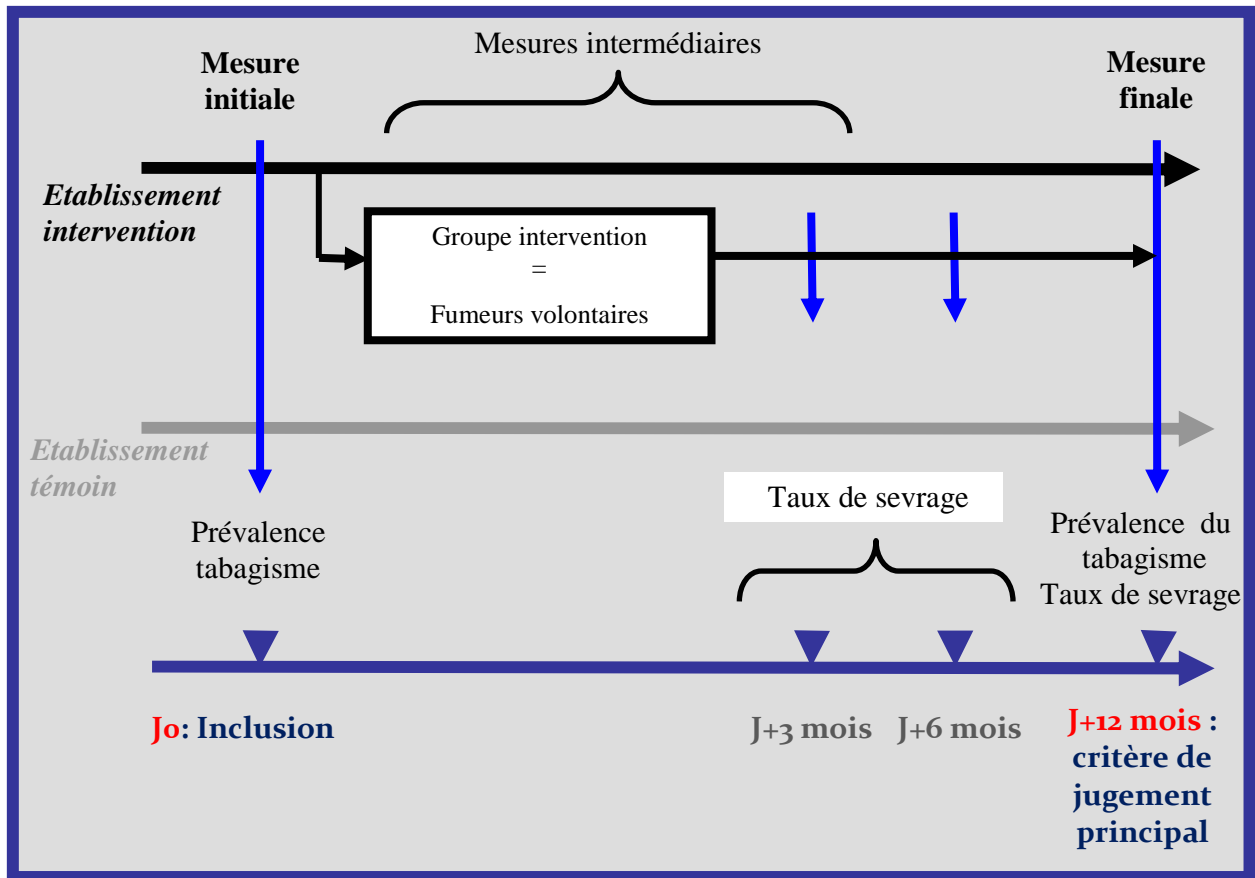 Mesures intermédiaires
Mesure
initiale
Mesure
finale
Etablissement
intervention
Groupe intervention
=
Fumeurs volontaires
Etablissement
témoin
Taux de sevrage
Prévalence
tabagisme
Prévalence du
tabagisme
Taux de sevrage
J0: Inclusion
J+3 mois
J+6 mois
J+12 mois :
critère de
jugement
principal